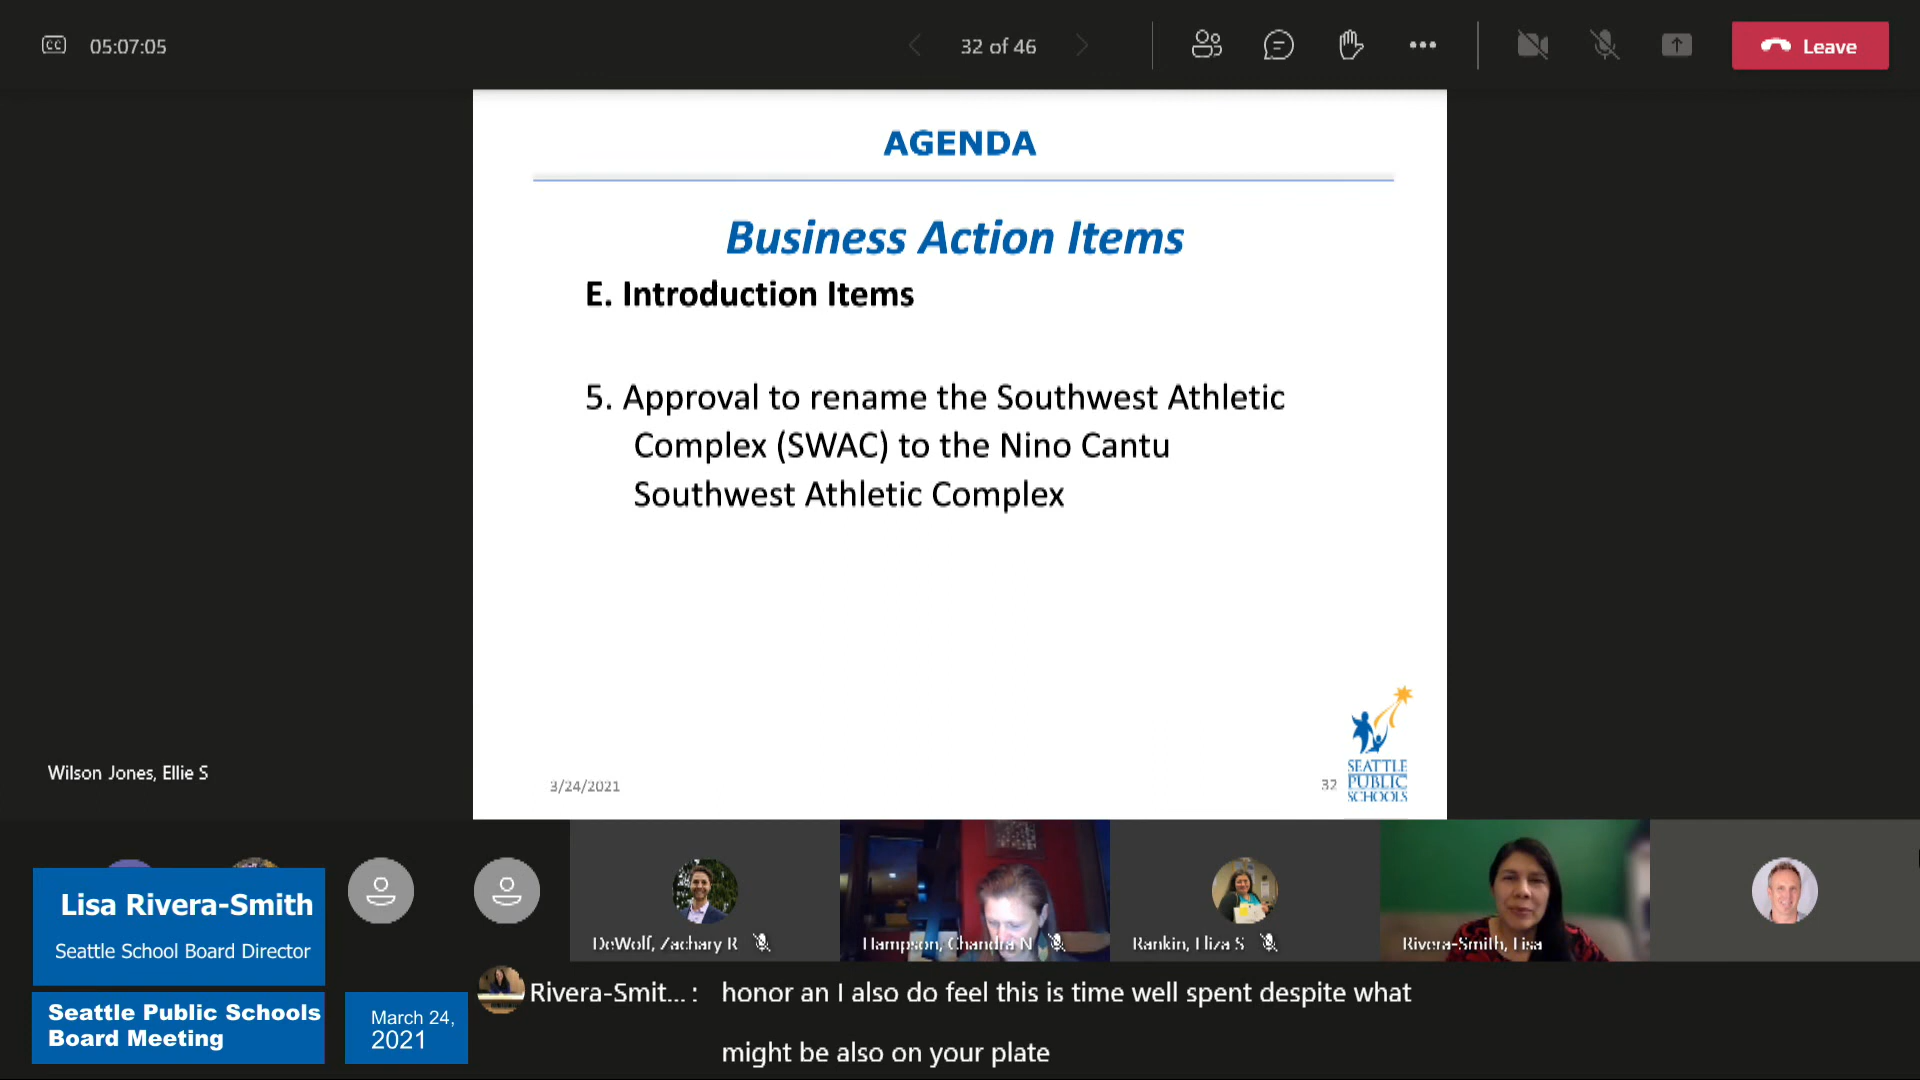 CC 05:07:05
32 of 46
Leave
AGENDA
Business Action Items
E. Introduction Items
5. Approval to rename the Southwest Athletic
Complex (SWAC) to the Nino Cantu
Southwest Athletic Complex
3/24/2021
32
SEATTLE
PUBLIC
SCHOOLS
Wilson Jones, Ellie S
DeWolf, Zachary R
Hampson, Chandra N
Rankin, Eliza S
Rivera-Smith, Lisa
Lisa Rivera-Smith
Seattle School Board Director
Seattle Public Schools
Board Meeting
March 24,
2021
Rivera-Smit... : honor an I also do feel this is time well spent despite what
might be also on your plate